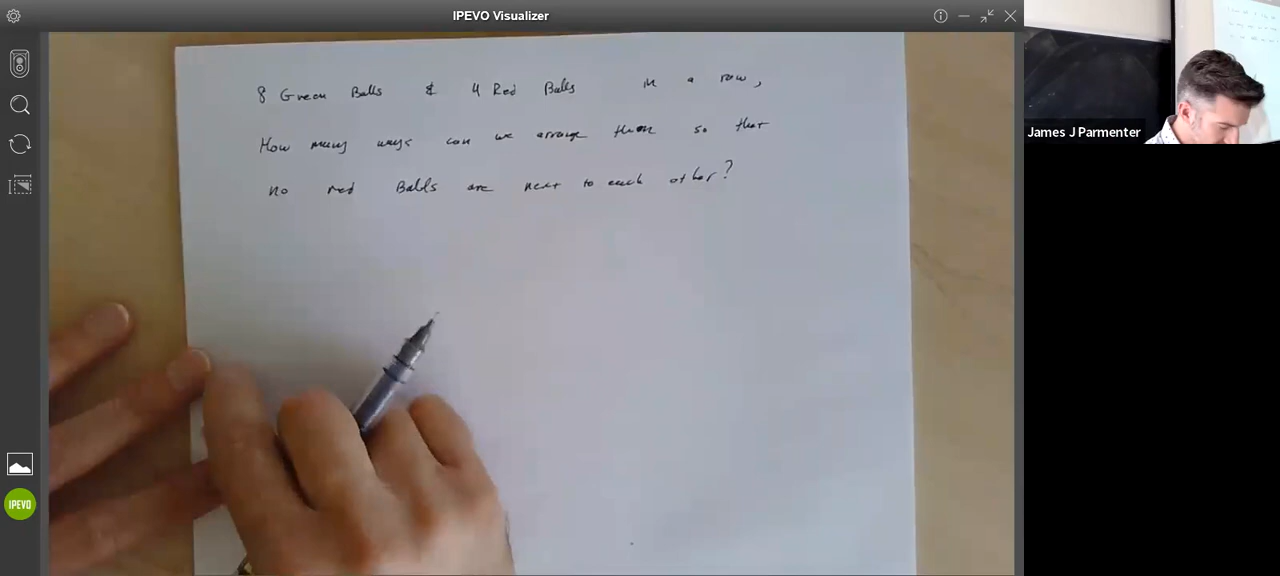 IPEVO Visualizer
8 Green Balls & 4 Red Balls in a row,
How many ways can we arrange them so that
no red Balls are next to each other?
James J Parmenter
IPEVO